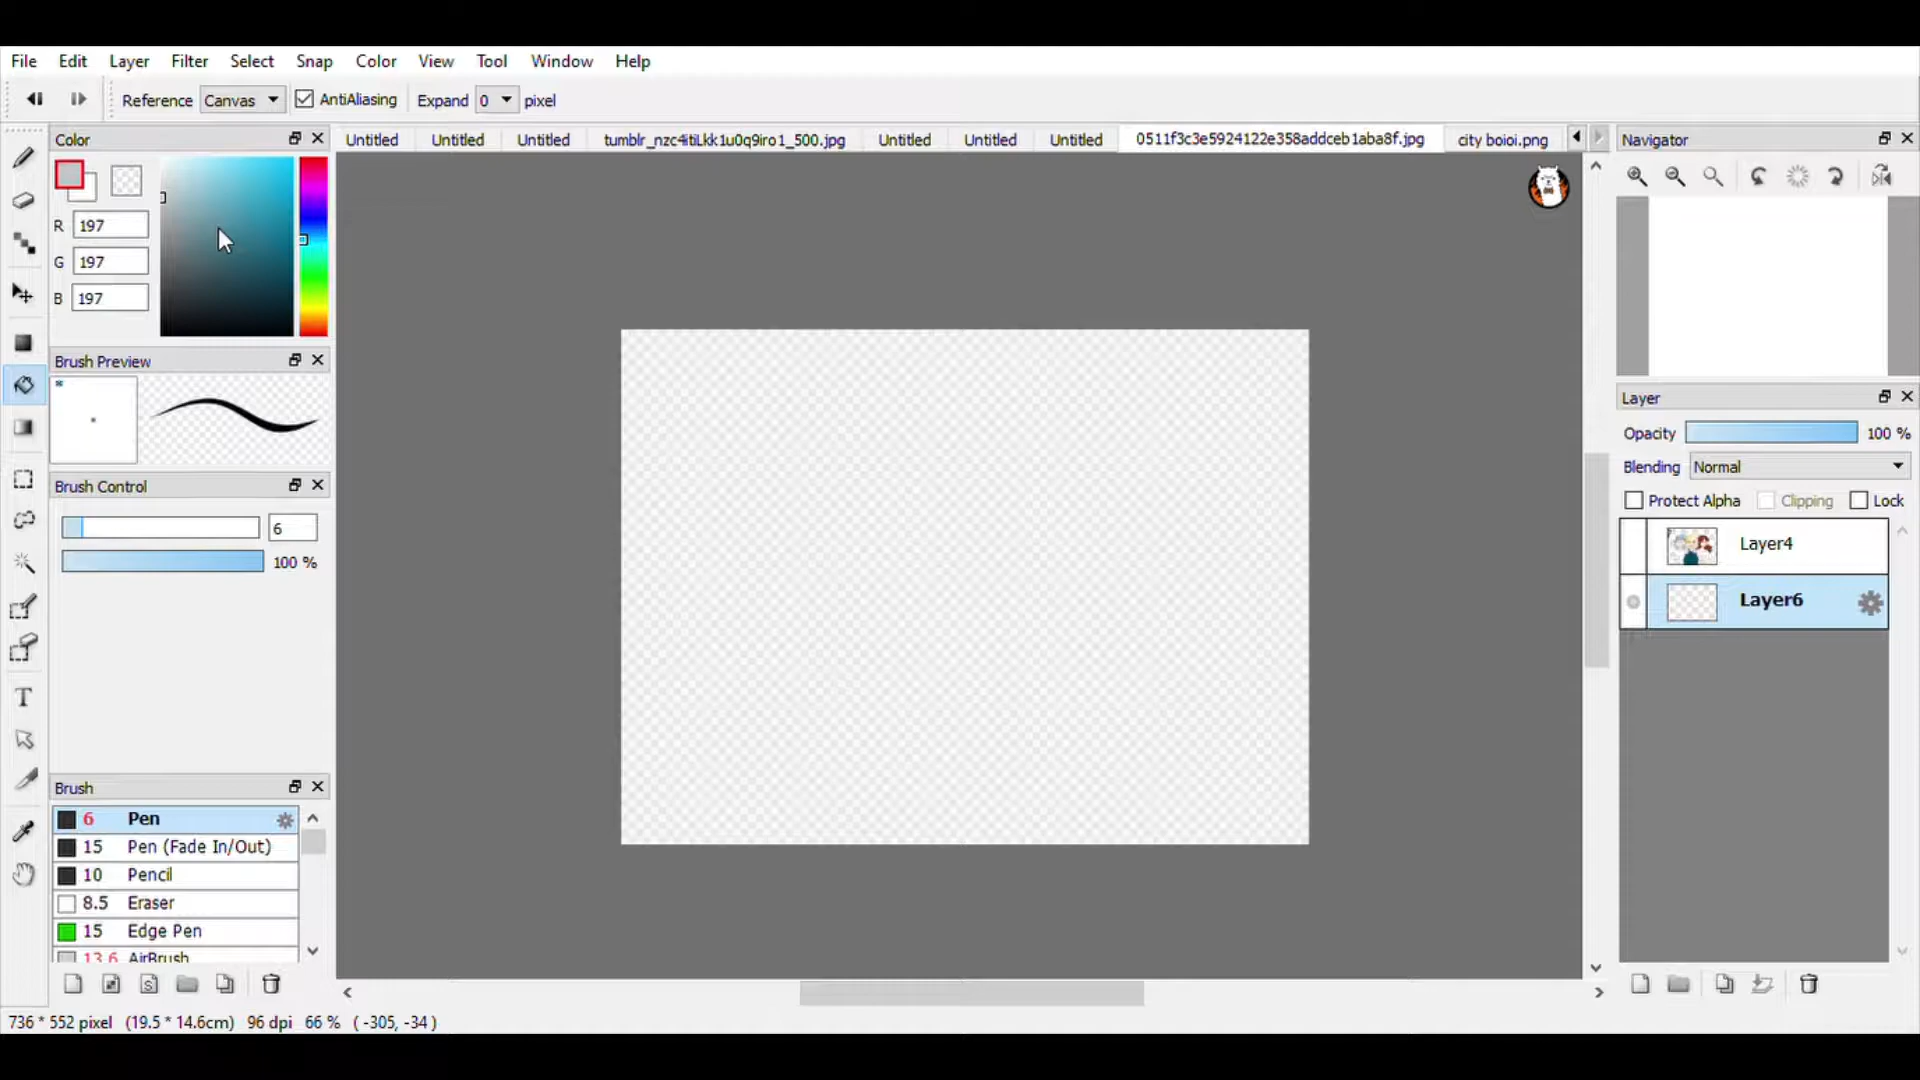 File Edit Layer Filter Select Snap Color View Tool Window Help
Reference Canvas AntiAliasing Expand 0 pixel
Color
Untitled Untitled Untitled tumblr_nzc4itiLkk1u0q9iro1_500.jpg Untitled Untitled Untitled 0511f3c3e5924122e358addceb1aba8f.jpg city boioi.png
Navigator
R 197
G 197
B 197
Brush Preview
Layer
Opacity 100 %
Blending Normal
Brush Control
Protect Alpha Clipping Lock
6
Layer4
100 %
Layer6
T
Brush
6 Pen
15 Pen (Fade In/Out)
10 Pencil
8.5 Eraser
15 Edge Pen
13.6 AirBrush
S
736 * 552 pixel (19.5 * 14.6cm) 96 dpi 66 % ( -305, -34 )